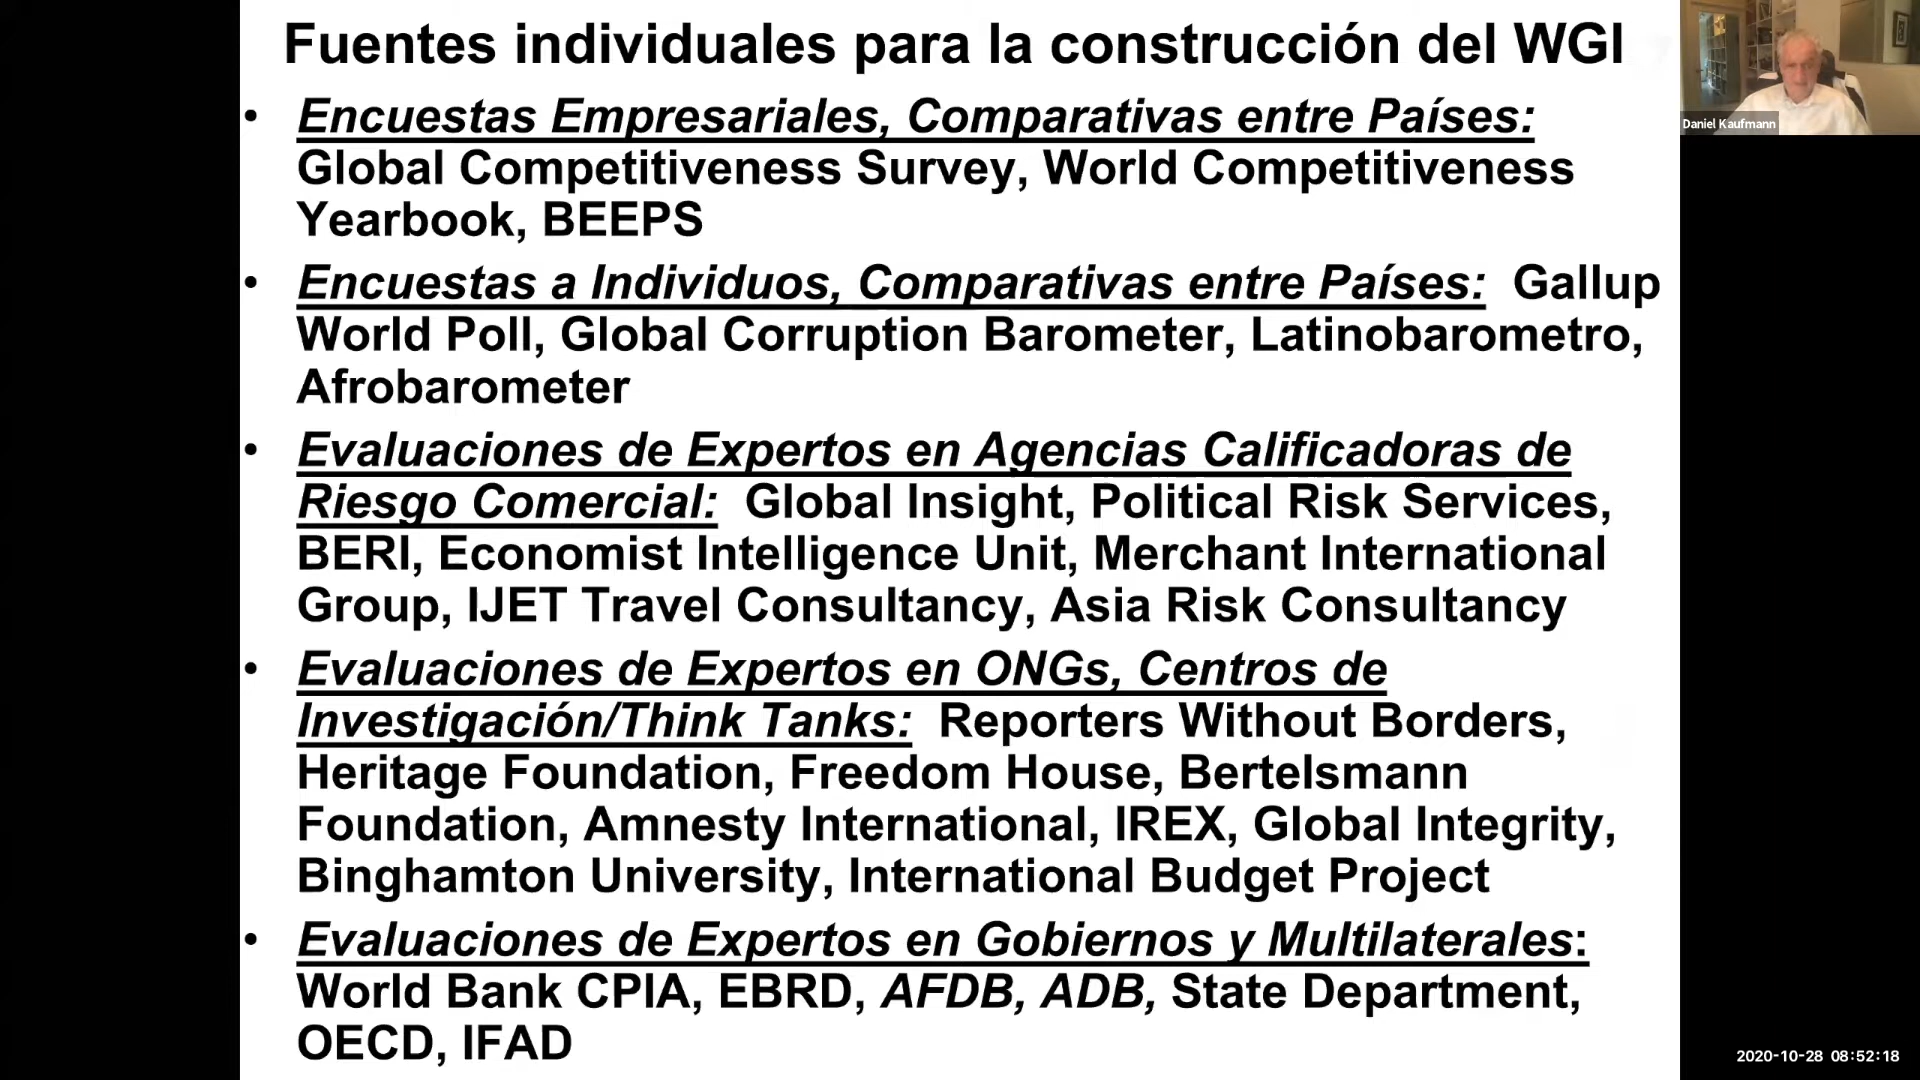 Fuentes individuales para la construcción del WGI
• Encuestas Empresariales, Comparativas entre Países:
Global Competitiveness Survey, World Competitiveness
Yearbook, BEEPS
• Encuestas a Individuos, Comparativas entre Países: Gallup
World Poll, Global Corruption Barometer, Latinobarometro,
Afrobarometer
• Evaluaciones de Expertos en Agencias Calificadoras de
Riesgo Comercial: Global Insight, Political Risk Services,
BERI, Economist Intelligence Unit, Merchant International
Group, IJET Travel Consultancy, Asia Risk Consultancy
• Evaluaciones de Expertos en ONGs, Centros de
Investigación/Think Tanks: Reporters Without Borders,
Heritage Foundation, Freedom House, Bertelsmann
Foundation, Amnesty International, IREX, Global Integrity,
Binghamton University, International Budget Project
• Evaluaciones de Expertos en Gobiernos y Multilaterales:
World Bank CPIA, EBRD, AFDB, ADB, State Department,
OECD, IFAD
Daniel Kaufmann
2020-10-28 08:52:18